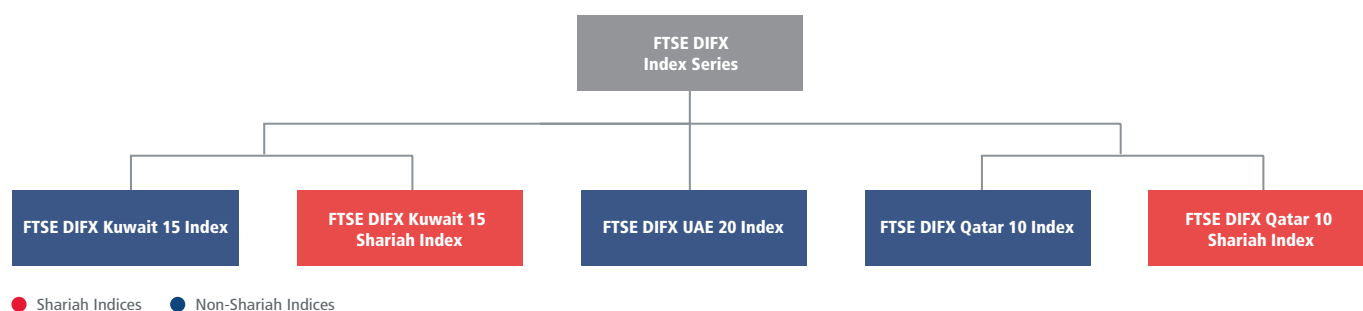 FTSE DIFX
Index Series
FTSE DIFX Kuwait 15 Index
FTSE DIFX Kuwait 15
Shariah Index
FTSE DIFX UAE 20 Index
FTSE DIFX Qatar 10 Index
FTSE DIFX Qatar 10
Shariah Index
Shariah Indices
Non-Shariah Indices